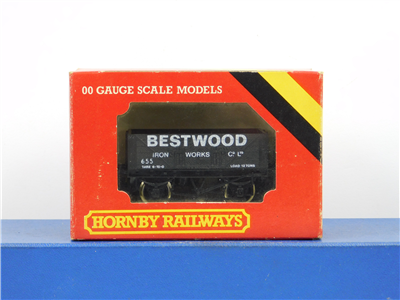 00 GAUGE SCALE MODELS
BESTWOOD
IRON WORKS Cº Lᴰ
655
LOAD 10 TONS
HORNBY RAILWAYS